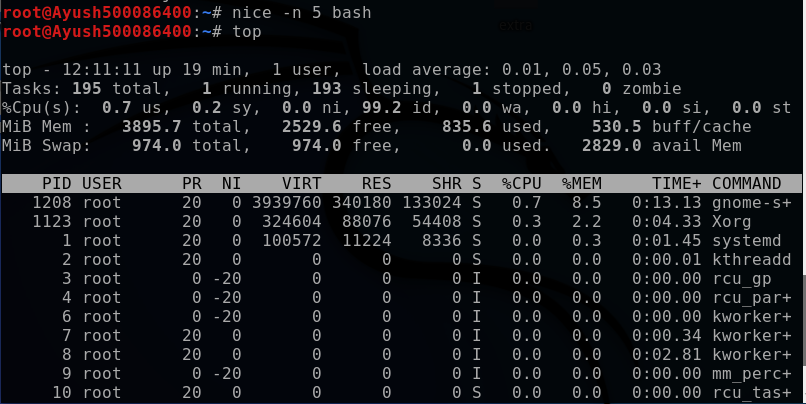 root@Ayush500086400:~# nice -n 5 bash
root@Ayush500086400:~# top
top - 12:11:11 up 19 min,  1 user,  load average: 0.01, 0.05, 0.03
Tasks: 195 total,   1 running, 193 sleeping,   1 stopped,   0 zombie
%Cpu(s):  0.7 us,  0.2 sy,  0.0 ni, 99.2 id,  0.0 wa,  0.0 hi,  0.0 si,  0.0 st
MiB Mem :   3895.7 total,   2529.6 free,    835.6 used,    530.5 buff/cache
MiB Swap:    974.0 total,    974.0 free,      0.0 used.   2829.0 avail Mem
PID USER      PR  NI    VIRT    RES    SHR S  %CPU  %MEM     TIME+ COMMAND
1208 root      20   0 3939760 340180 133024 S   0.7   8.5   0:13.13 gnome-s+
1123 root      20   0  324604  88076  54408 S   0.3   2.2   0:04.33 Xorg
1 root      20   0  100572  11224   8336 S   0.0   0.3   0:01.45 systemd
2 root      20   0       0      0      0 S   0.0   0.0   0:00.01 kthreadd
3 root       0 -20       0      0      0 I   0.0   0.0   0:00.00 rcu_gp
4 root       0 -20       0      0      0 I   0.0   0.0   0:00.00 rcu_par+
6 root       0 -20       0      0      0 I   0.0   0.0   0:00.00 kworker+
7 root      20   0       0      0      0 I   0.0   0.0   0:00.34 kworker+
8 root      20   0       0      0      0 I   0.0   0.0   0:02.81 kworker+
9 root       0 -20       0      0      0 I   0.0   0.0   0:00.00 mm_perc+
10 root      20   0       0      0      0 S   0.0   0.0   0:00.00 rcu_tas+